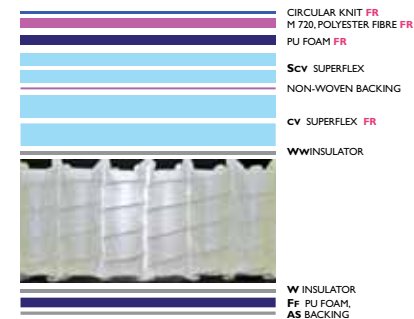 CIRCULAR KNIT FR
M 720, POLYESTER FIBRE FR
PU FOAM FR
Scv SUPERFLEX
NON-WOVEN BACKING
cv SUPERFLEX FR
WwINSULATOR
W INSULATOR
FF PU FOAM,
AS BACKING